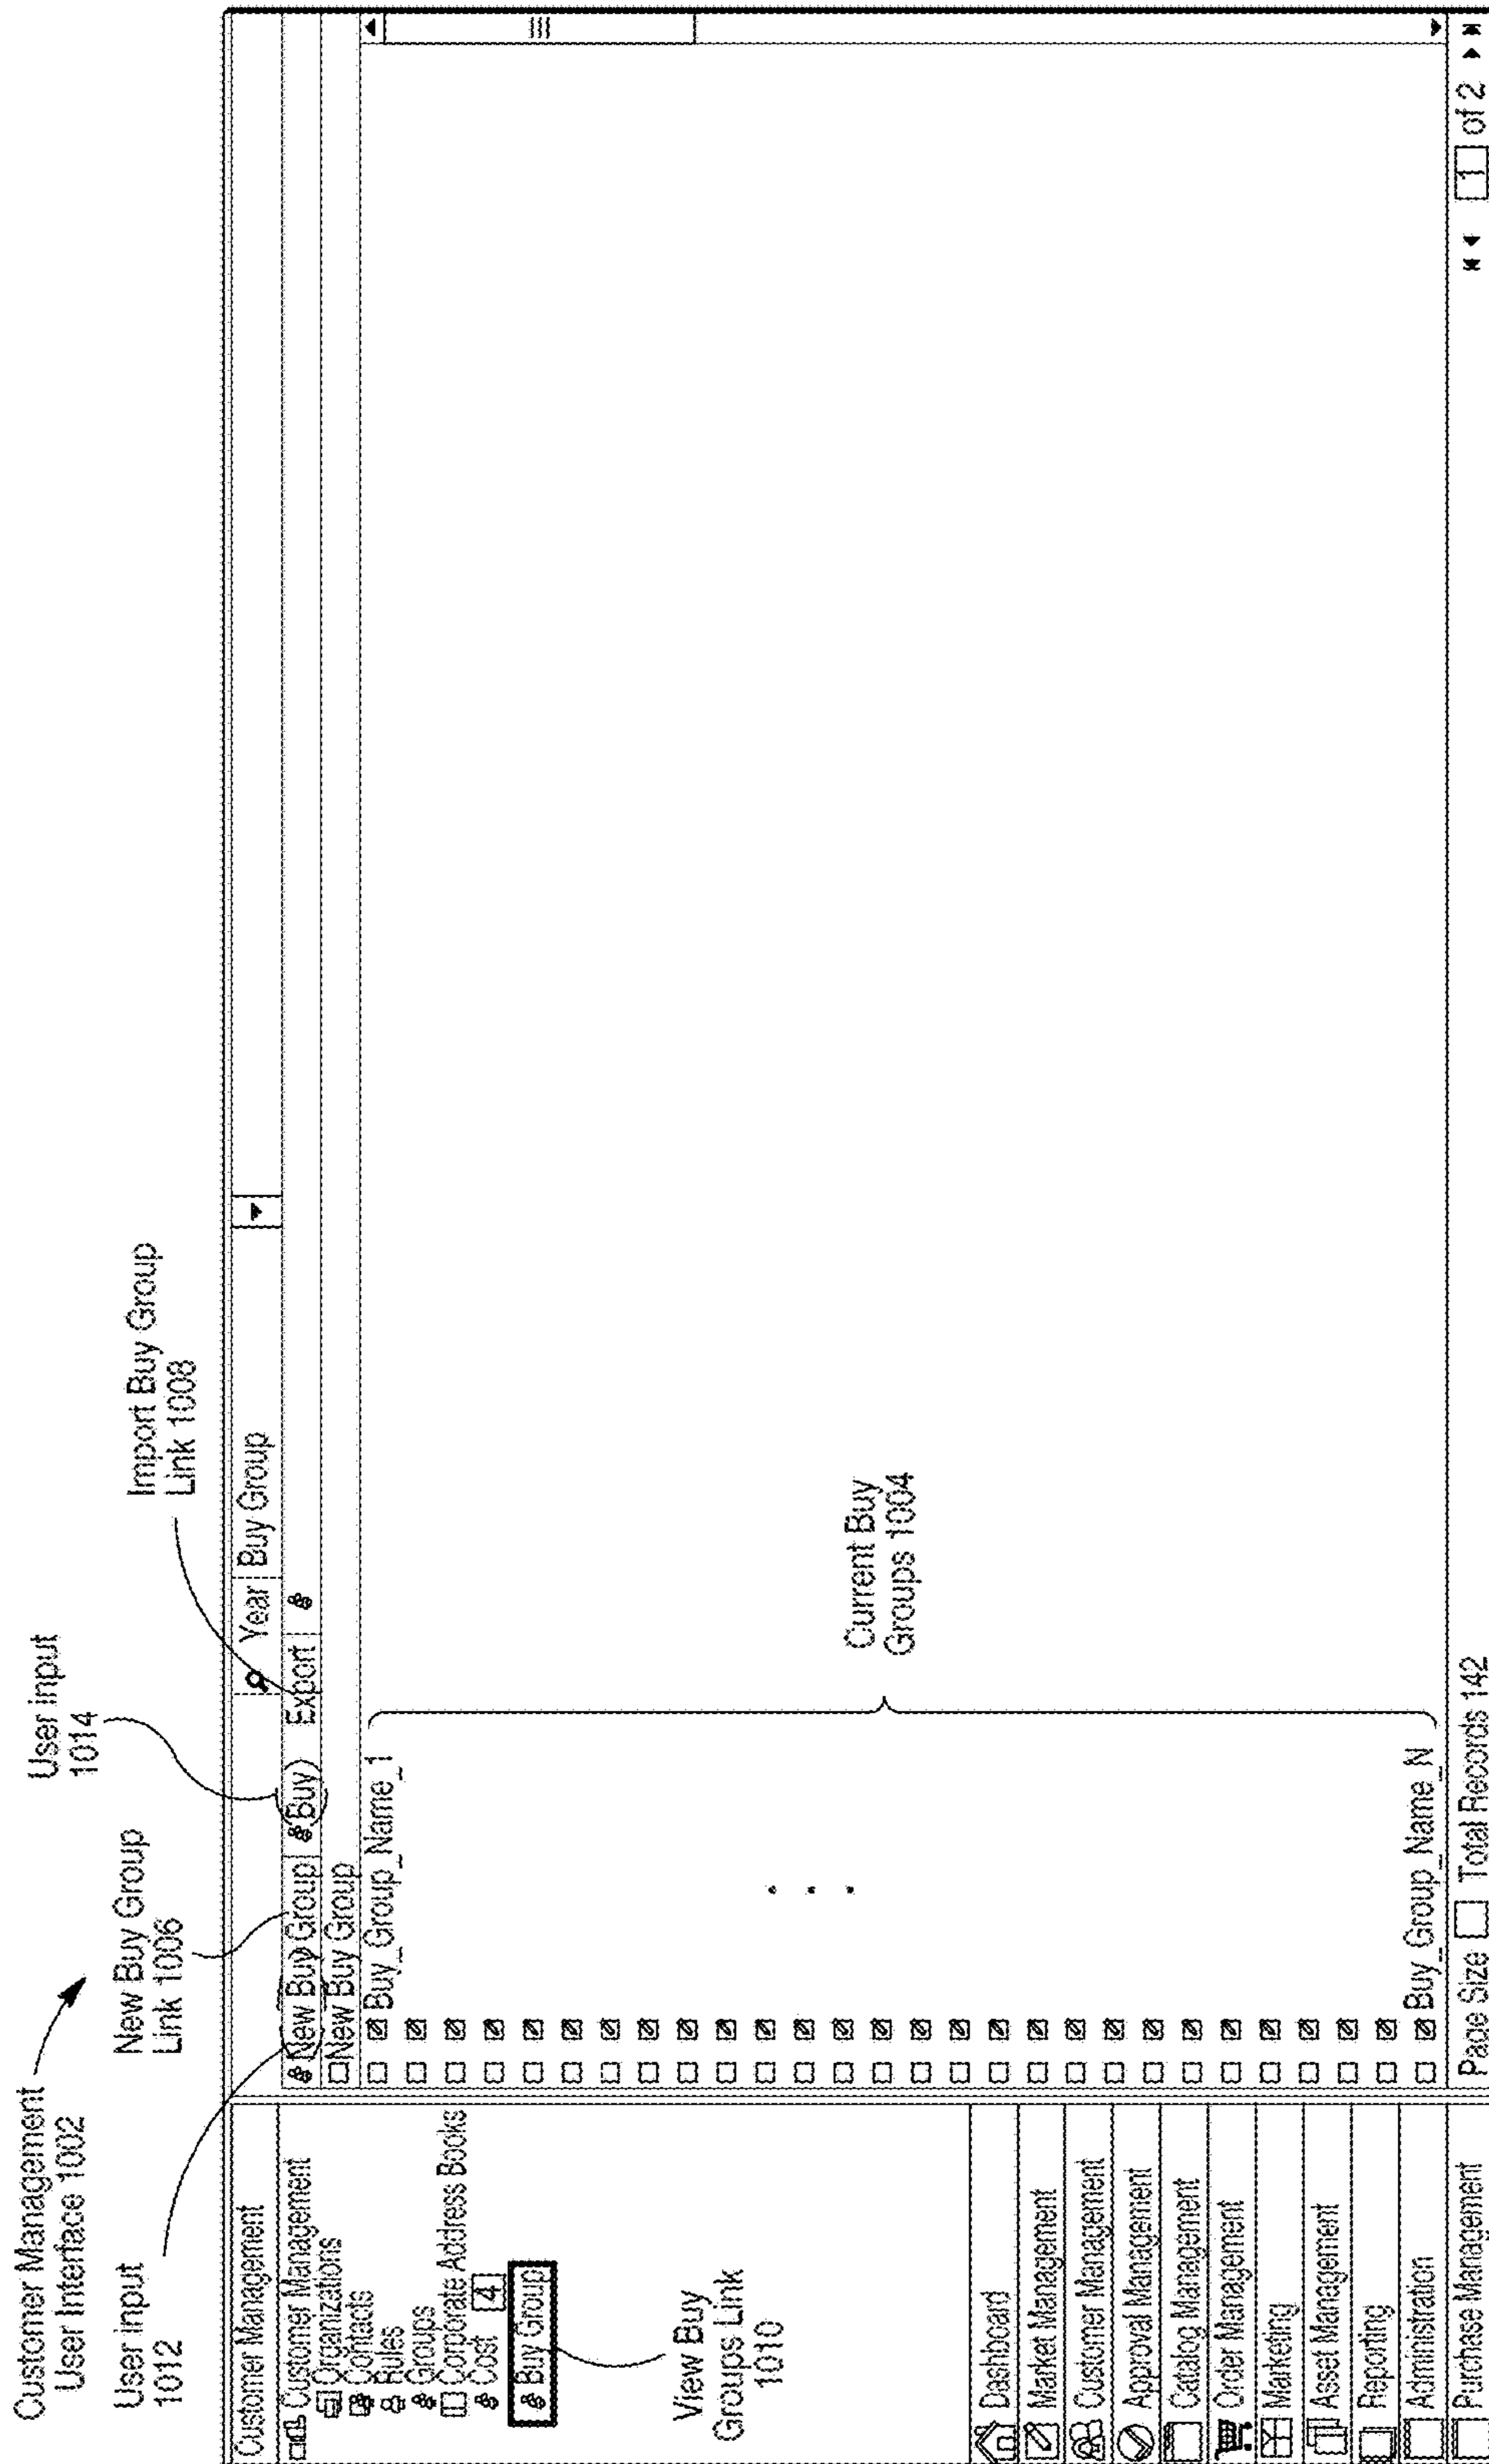 Customer Management
User Interface 1002
User input
1012
New Buy Group
Link 1006
User input
1014
Import Buy Group
Link 1008
Customer Management
Year Buy Group
Customer Management
Organizations
Contacts
Rules
Groups
Corporate Address Books
Cost 4
Buy Group
View Buy
Groups Link
1010
New Buy Group Buy Export
New Buy Group
Buy_Group_Name_1
. . .
Current Buy
Groups 1004
Buy_Group_Name_N
Dashboard
Market Management
Customer Management
Approval Management
Catalog Management
Order Management
Marketing
Asset Management
Reporting
Administration
Purchase Management
Page Size Total Records 142
1 of 2